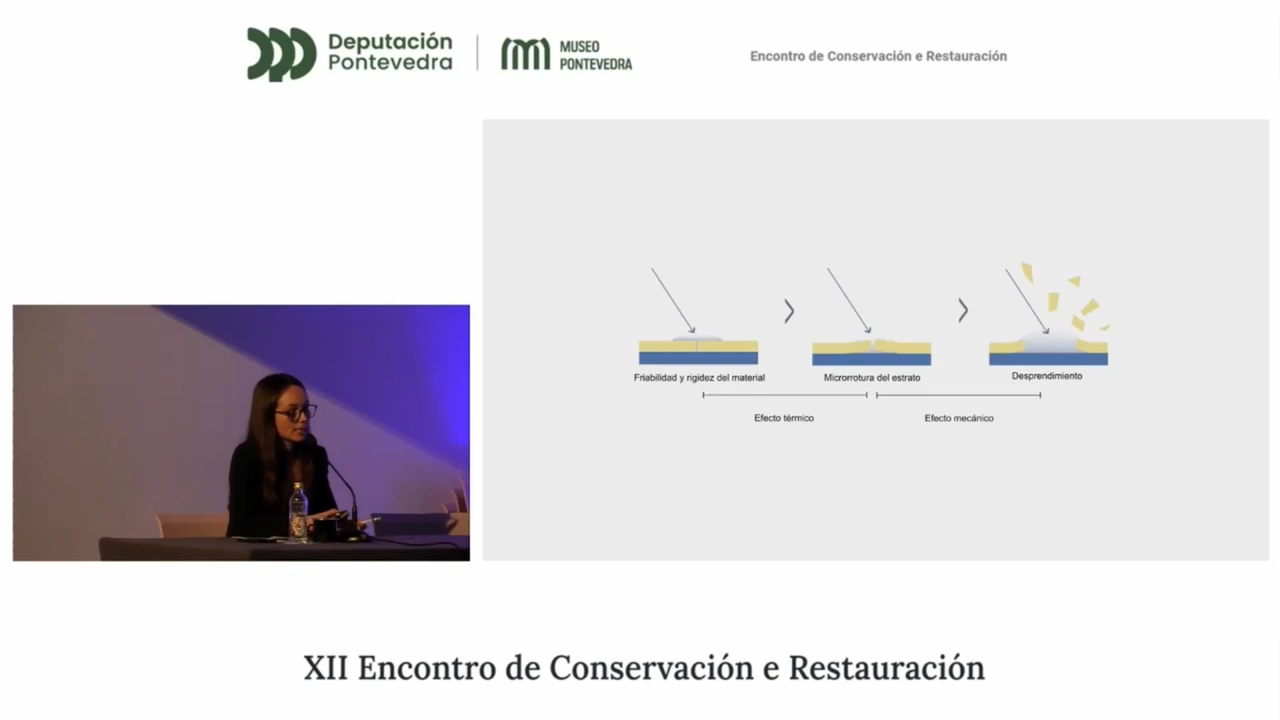 Deputación
Pontevedra
MUSEO
PONTEVEDRA
Encontro de Conservación e Restauración
Friabilidad y rigidez del material
Microrrotura del estrato
Desprendimiento
Efecto térmico
Efecto mecánico
XII Encontro de Conservación e Restauración